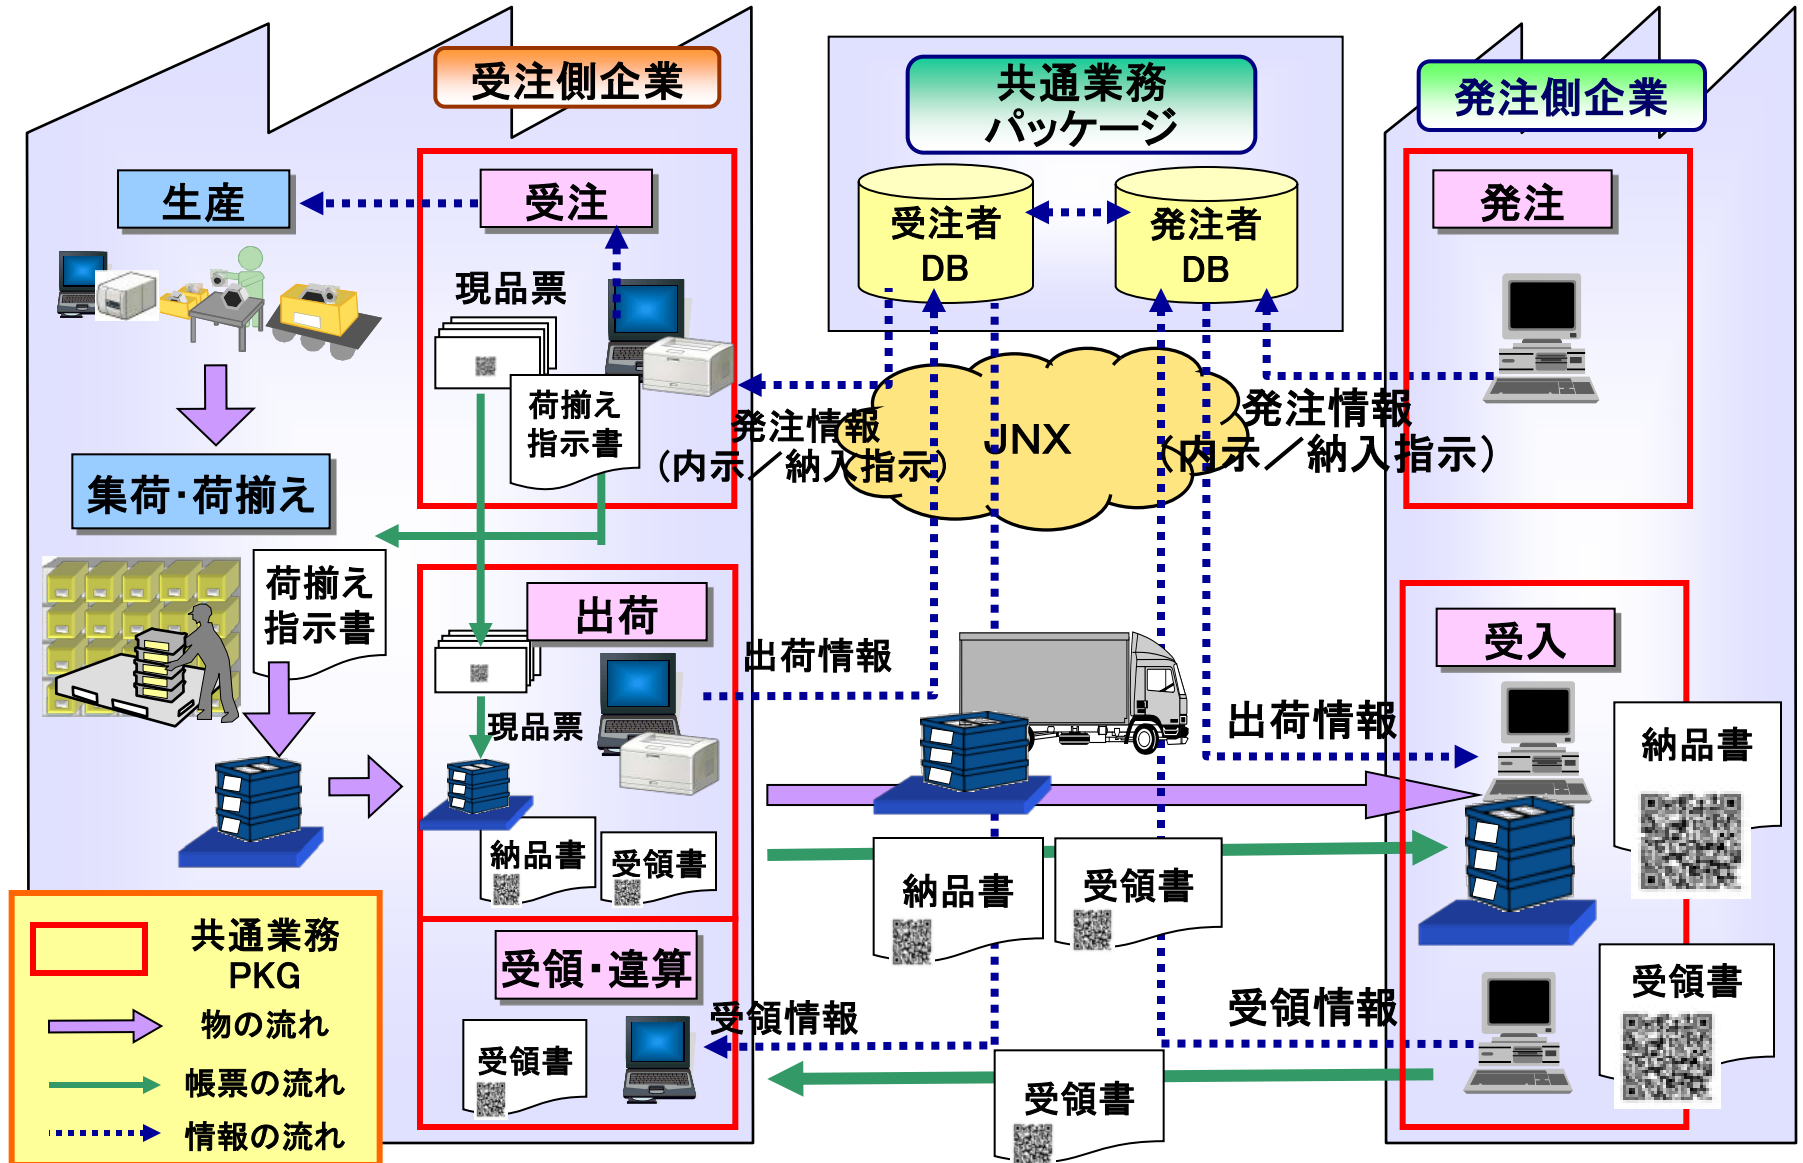 受注側企業
共通業務
パッケージ
発注側企業
生産
受注
受注者
DB
発注者
DB
発注
現品票
荷揃え
指示書
発注情報
（内示／納入指示）
JNX
発注情報
（内示／納入指示）
集荷・荷揃え
荷揃え
指示書
出荷
出荷情報
受入
現品票
出荷情報
納品書
納品書
受領書
納品書
受領書
受領・違算
受領情報
受領情報
受領書
受領書
受領書
共通業務
PKG
物の流れ
帳票の流れ
情報の流れ